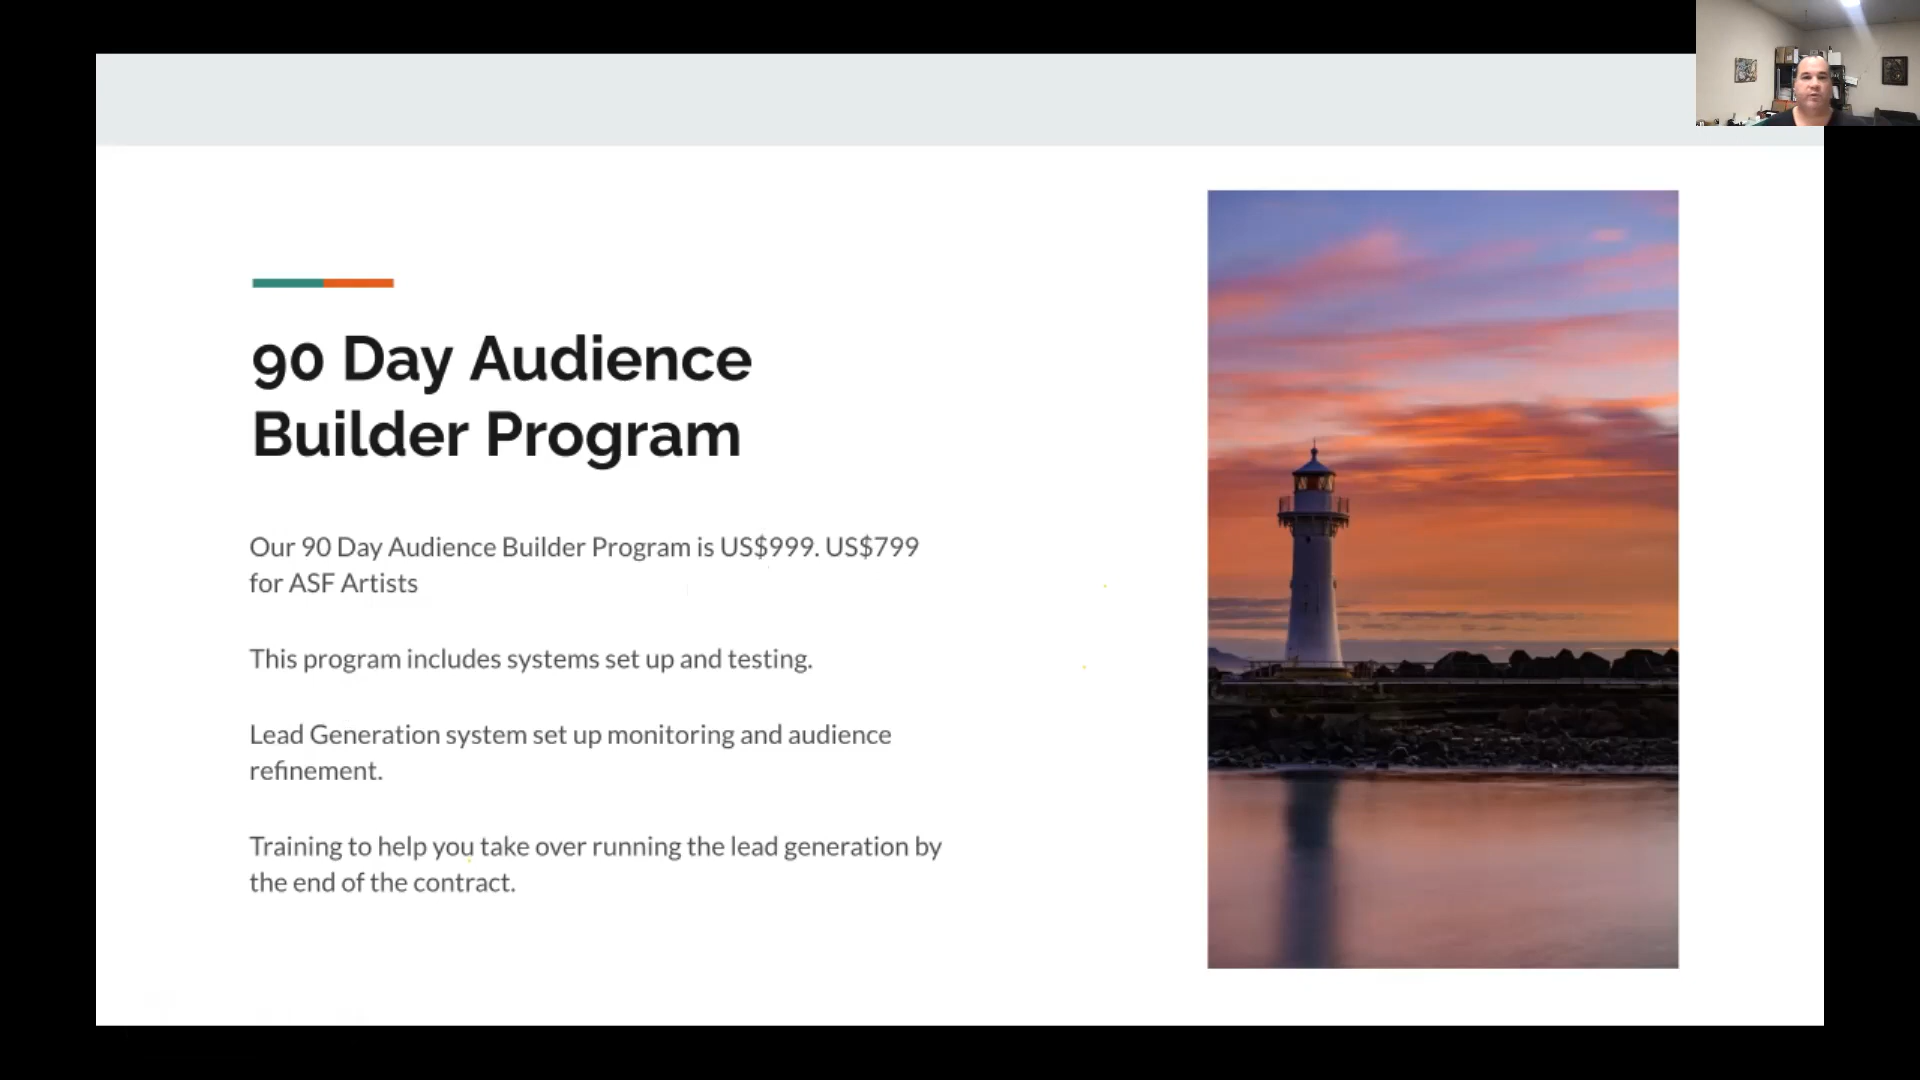 90 Day Audience
Builder Program
Our 90 Day Audience Builder Program is US$999. US$799
for ASF Artists
This program includes systems set up and testing.
Lead Generation system set up monitoring and audience
refinement.
Training to help you take over running the lead generation by
the end of the contract.